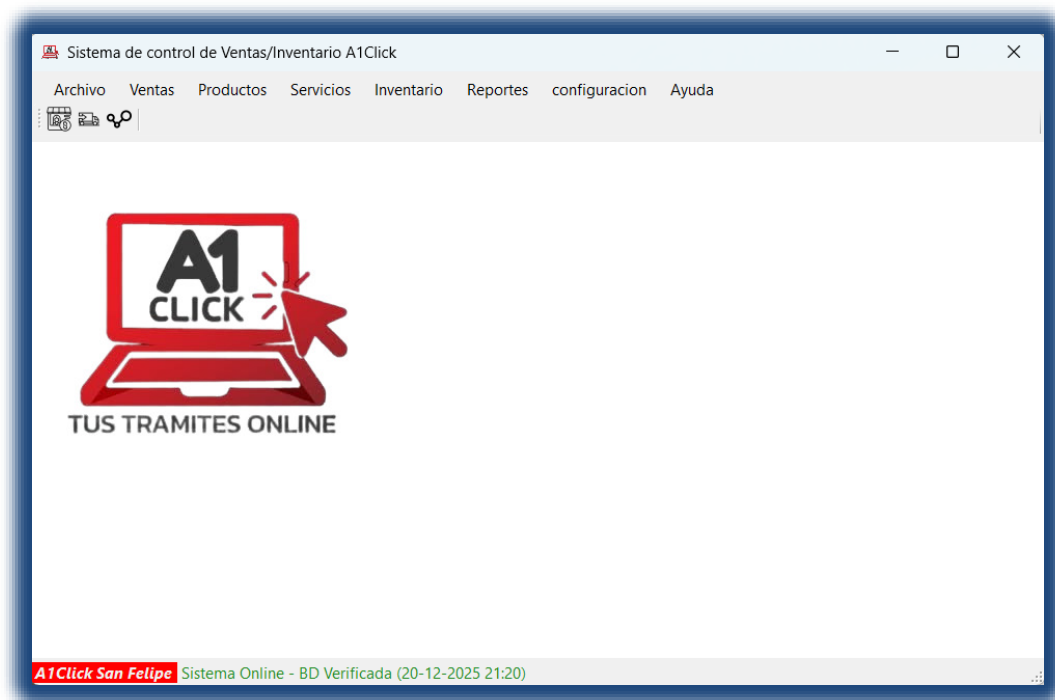 Sistema de control de Ventas/Inventario A1Click
Archivo Ventas Productos Servicios Inventario Reportes configuracion Ayuda
A1
CLICK
TUS TRAMITES ONLINE
A1Click San Felipe Sistema Online - BD Verificada (20-12-2025 21:20)